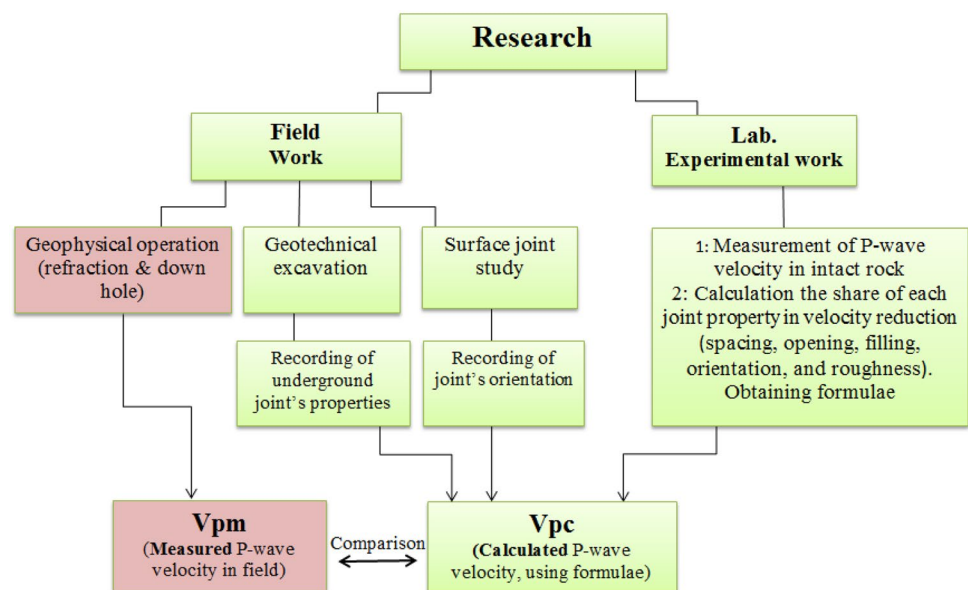 Research
Field
Work
Lab.
Experimental work
Geophysical operation
(refraction & down
hole)
Geotechnical
excavation
Surface joint
study
1: Measurement of P-wave
velocity in intact rock
2: Calculation the share of each
joint property in velocity reduction
(spacing, opening, filling,
orientation, and roughness).
Obtaining formulae
Recording of
underground
joint’s properties
Recording of
joint’s orientation
Vpm
(Measured P-wave
velocity in field)
Comparison
Vpc
(Calculated P-wave
velocity, using formulae)